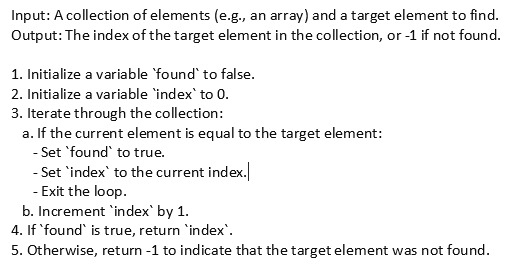 Input: A collection of elements (e.g., an array) and a target element to find.
Output: The index of the target element in the collection, or -1 if not found.
1. Initialize a variable `found` to false.
2. Initialize a variable `index` to 0.
3. Iterate through the collection:
a. If the current element is equal to the target element:
- Set `found` to true.
- Set `index` to the current index.
- Exit the loop.
b. Increment `index` by 1.
4. If `found` is true, return `index`.
5. Otherwise, return -1 to indicate that the target element was not found.